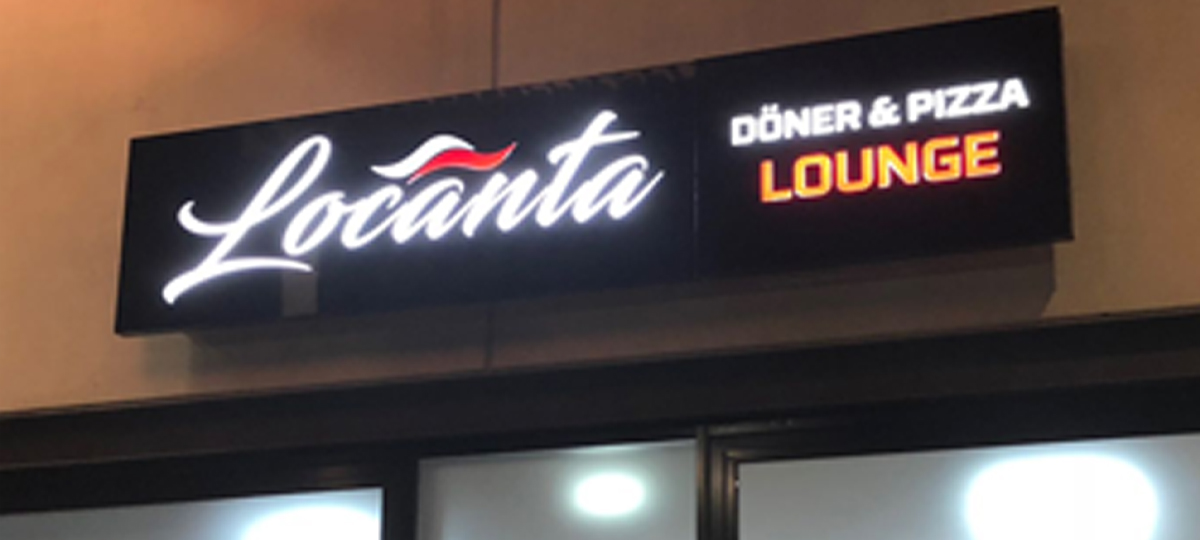 Locanta
DÖNER & PIZZA
LOUNGE